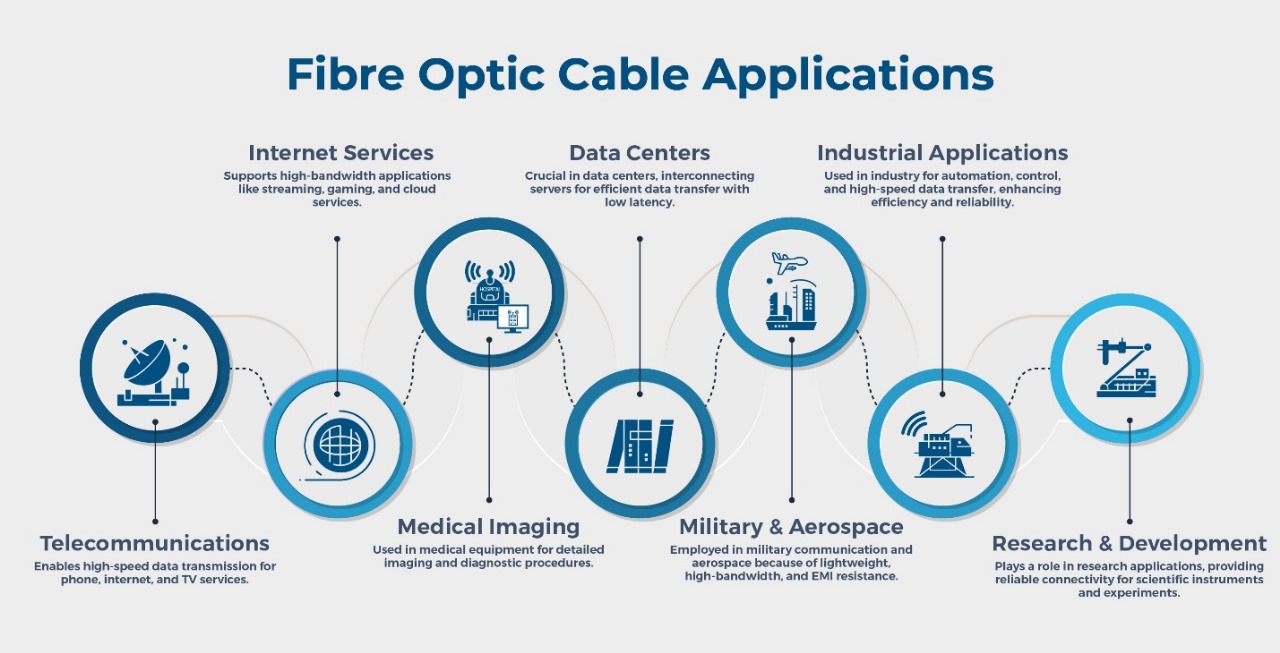 Fibre Optic Cable Applications
Internet Services
Supports high-bandwidth applications
like streaming, gaming, and cloud
services.
Data Centers
Crucial in data centers, interconnecting
servers for efficient data transfer with
low latency.
Industrial Applications
Used in industry for automation, control,
and high-speed data transfer, enhancing
efficiency and reliability.
HOSPITAL
Telecommunications
Enables high-speed data transmission for
phone, internet, and TV services.
Medical Imaging
Used in medical equipment for detailed
imaging and diagnostic procedures.
Military & Aerospace
Employed in military communication and
aerospace because of lightweight,
high-bandwidth, and EMI resistance.
Research & Development
Plays a role in research applications, providing
reliable connectivity for scientific instruments
and experiments.